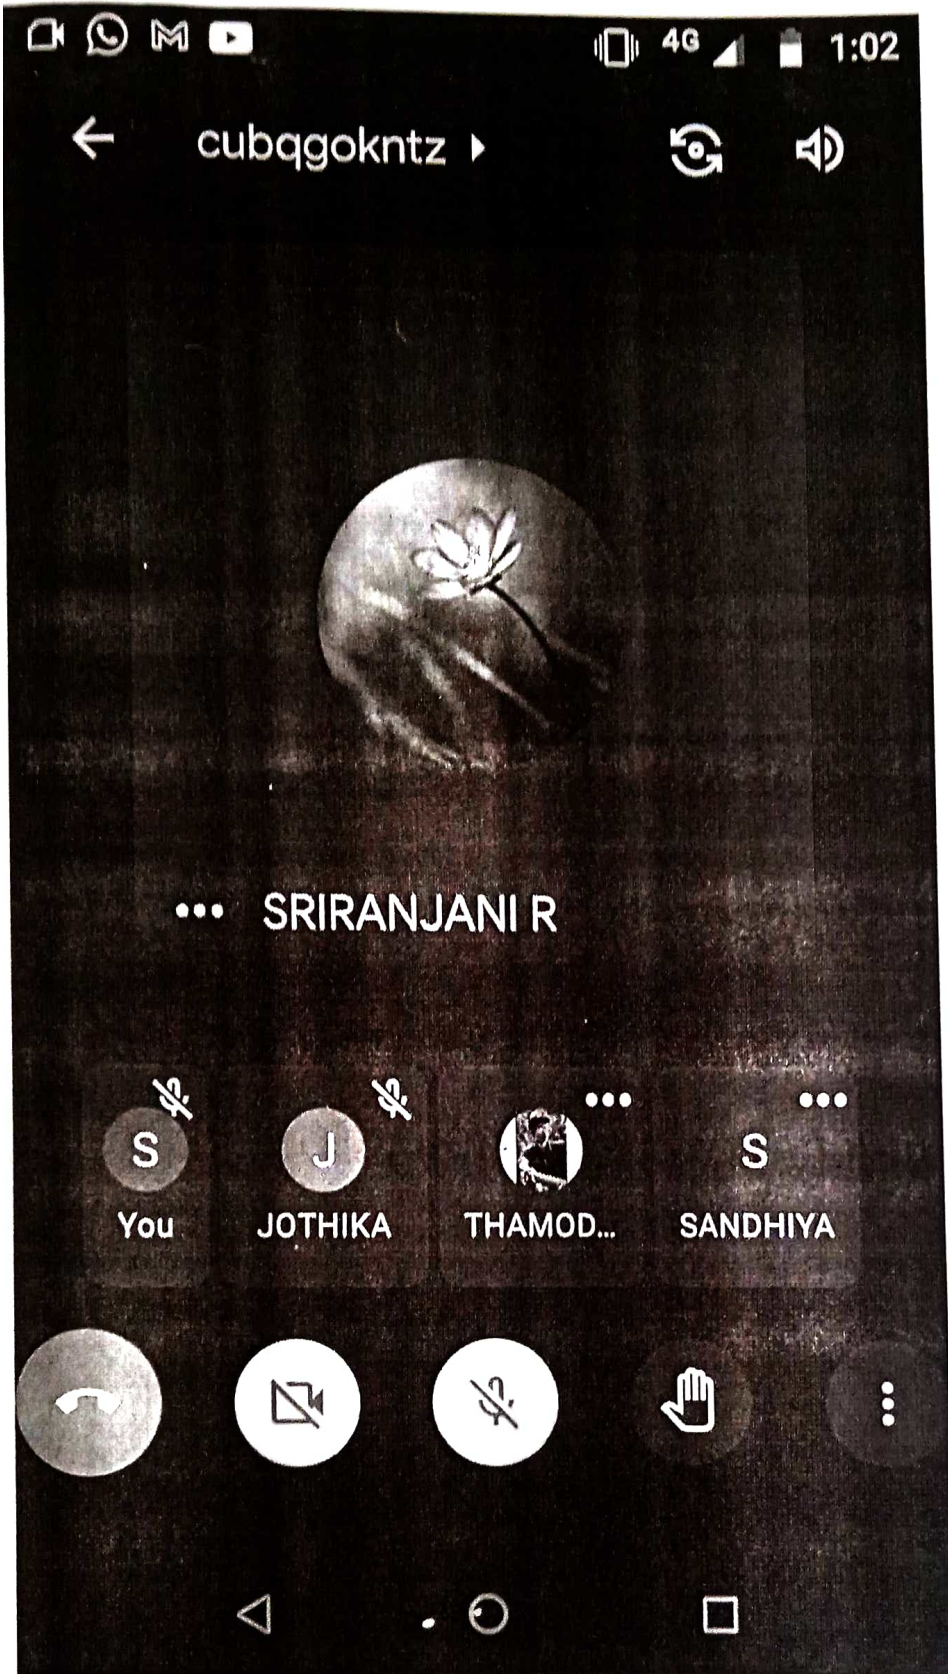 4G 1:02
cubqgokntz
SRIRANJANI R
S J S
You JOTHIKA THAMOD... SANDHIYA